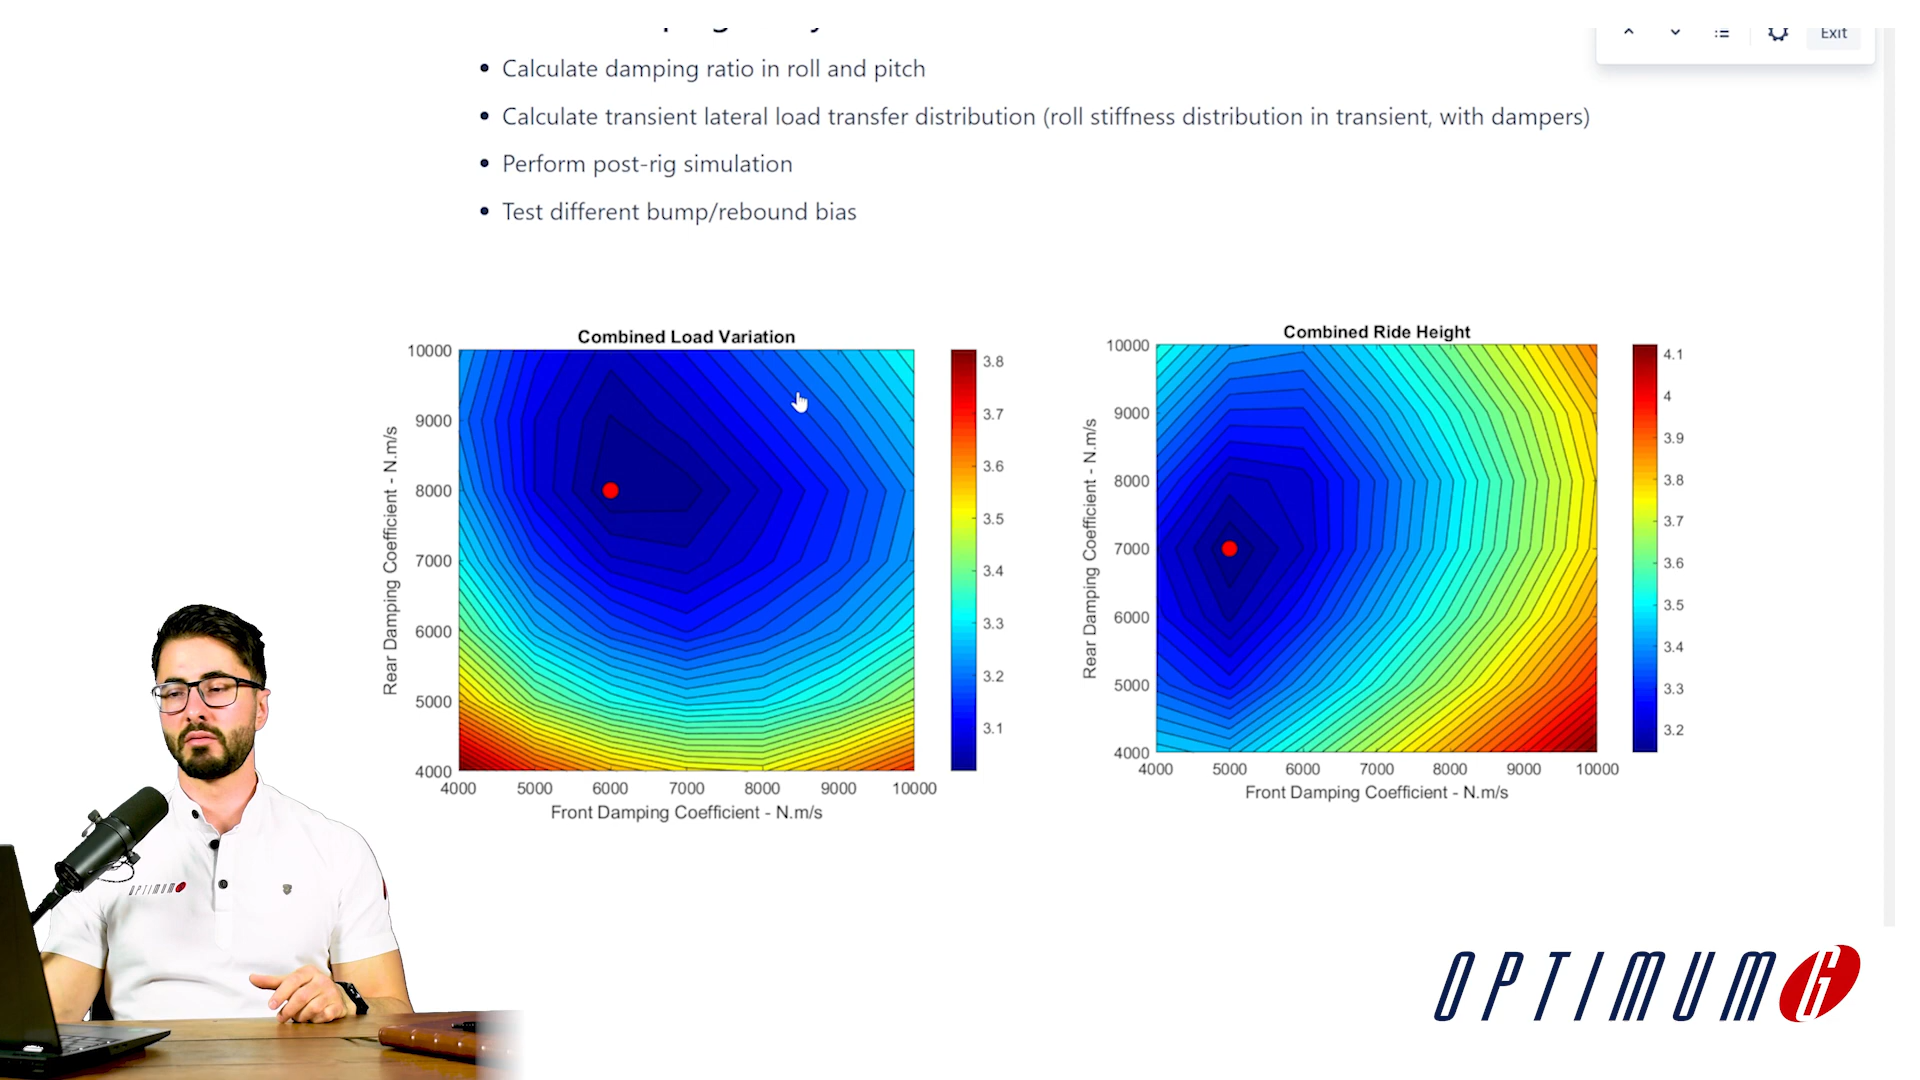 Exit
• Calculate damping ratio in roll and pitch
• Calculate transient lateral load transfer distribution (roll stiffness distribution in transient, with dampers)
• Perform post-rig simulation
• Test different bump/rebound bias
Combined Load Variation
10000
9000
8000
7000
6000
5000
4000
Rear Damping Coefficient - N.m/s
4000 5000 6000 7000 8000 9000 10000
Front Damping Coefficient - N.m/s
3.8
3.7
3.6
3.5
3.4
3.3
3.2
3.1
Combined Ride Height
10000
9000
8000
7000
6000
5000
4000
Rear Damping Coefficient - N.m/s
4000 5000 6000 7000 8000 9000 10000
Front Damping Coefficient - N.m/s
4.1
4
3.9
3.8
3.7
3.6
3.5
3.4
3.3
3.2
OPTIMUM
OPTIMUM G